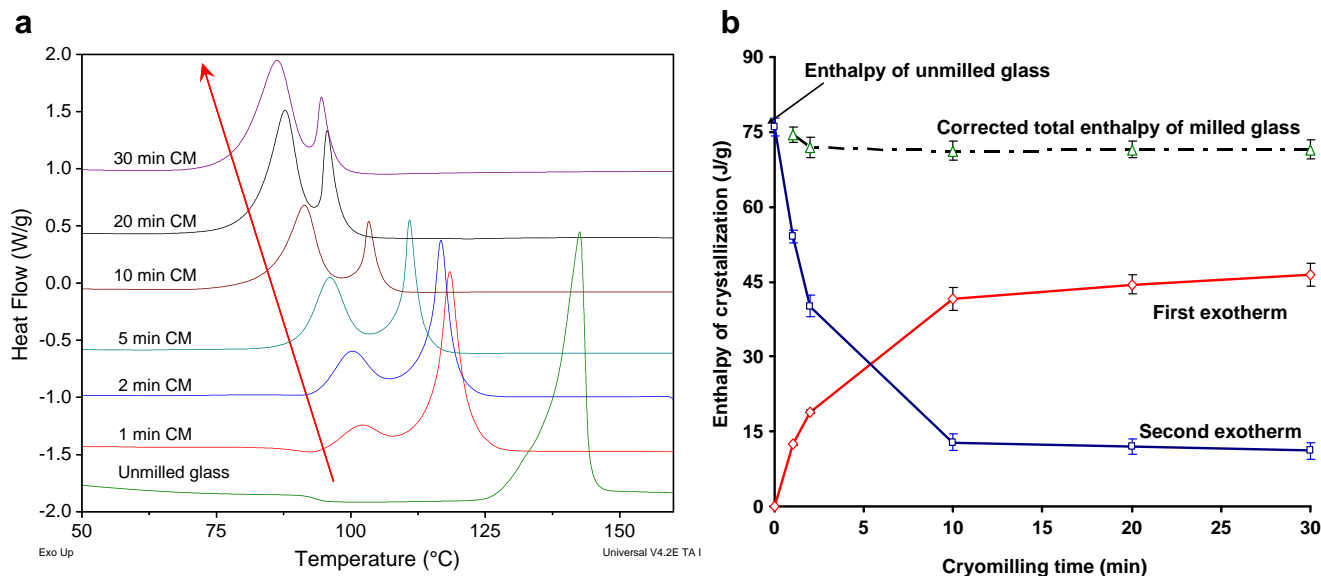 a
2.0
1.5
1.0
0.5
0.0
-0.5
-1.0
-1.5
-2.0
Heat Flow (W/g)
30 min CM
20 min CM
10 min CM
5 min CM
2 min CM
1 min CM
Unmilled glass
50
75
100
125
150
Exo Up
Temperature (°C)
Universal V4.2E TA I
b
90
75
60
45
30
15
0
Enthalpy of crystallization (J/g)
Enthalpy of unmilled glass
Corrected total enthalpy of milled glass
First exotherm
Second exotherm
0
5
10
15
20
25
30
Cryomilling time (min)